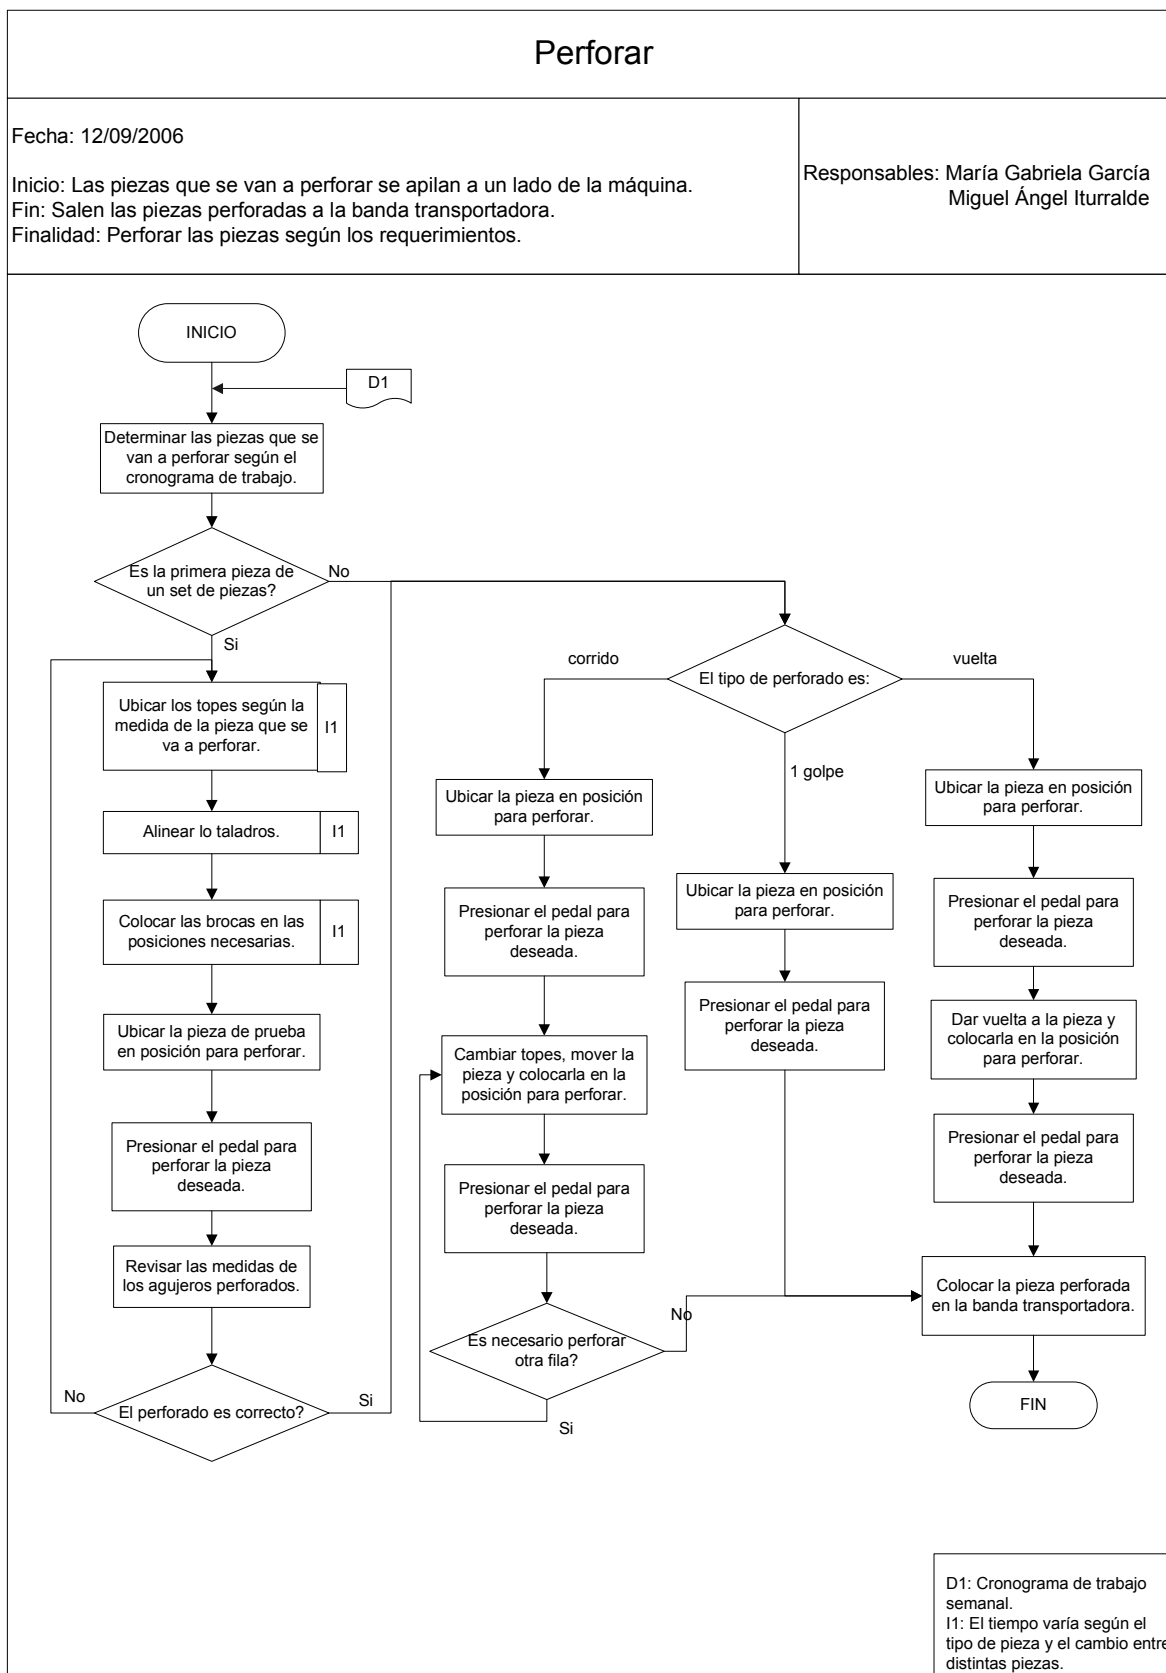 Perforar
Fecha: 12/09/2006
Inicio: Las piezas que se van a perforar se apilan a un lado de la máquina.
Fin: Salen las piezas perforadas a la banda transportadora.
Finalidad: Perforar las piezas según los requerimientos.
Responsables: María Gabriela García
Miguel Ángel Iturralde
INICIO
D1
Determinar las piezas que se
van a perforar según el
cronograma de trabajo.
Es la primera pieza de
un set de piezas?
No
Si
Ubicar los topes según la
medida de la pieza que se
va a perforar.
I1
Alinear lo taladros.
I1
Colocar las brocas en las
posiciones necesarias.
I1
Ubicar la pieza de prueba
en posición para perforar.
Presionar el pedal para
perforar la pieza
deseada.
Revisar las medidas de
los agujeros perforados.
El perforado es correcto?
No
Si
El tipo de perforado es:
corrido
1 golpe
vuelta
Ubicar la pieza en posición
para perforar.
Presionar el pedal para
perforar la pieza
deseada.
Cambiar topes, mover la
pieza y colocarla en la
posición para perforar.
Presionar el pedal para
perforar la pieza
deseada.
Es necesario perforar
otra fila?
No
Si
Ubicar la pieza en posición
para perforar.
Presionar el pedal para
perforar la pieza
deseada.
Ubicar la pieza en posición
para perforar.
Presionar el pedal para
perforar la pieza
deseada.
Dar vuelta a la pieza y
colocarla en la posición
para perforar.
Presionar el pedal para
perforar la pieza
deseada.
Colocar la pieza perforada
en la banda transportadora.
FIN
D1: Cronograma de trabajo
semanal.
I1: El tiempo varía según el
tipo de pieza y el cambio entre
distintas piezas.